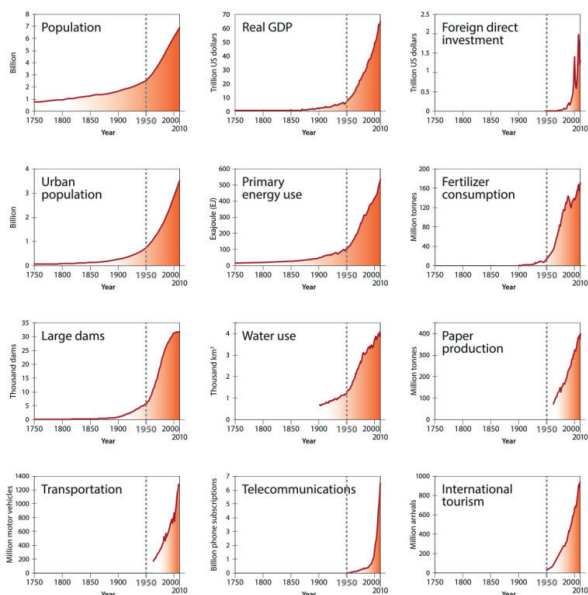 Population
Billion
8
7
6
5
4
3
2
1
0
1750 1800 1850 1900 1950 2000
2010
Year
Real GDP
Trillion US dollars
70
60
50
40
30
20
10
0
1750 1800 1850 1900 1950 2000
2010
Year
Foreign direct
investment
Trillion US dollars
2.5
2
1.5
1
0.5
0
1750 1800 1850 1900 1950 2000
2010
Year
Urban
population
Billion
4
3
2
1
0
1750 1800 1850 1900 1950 2000
2010
Year
Primary
energy use
Exajoule (EJ)
600
500
400
300
200
100
0
1750 1800 1850 1900 1950 2000
2010
Year
Fertilizer
consumption
Million tonnes
200
160
120
80
40
0
1750 1800 1850 1900 1950 2000
2010
Year
Large dams
Thousand dams
35
30
25
20
15
10
5
0
1750 1800 1850 1900 1950 2000
2010
Year
Water use
Thousand km³
4
3
2
1
0
1750 1800 1850 1900 1950 2000
2010
Year
Paper
production
Million tonnes
400
300
200
100
0
1750 1800 1850 1900 1950 2000
2010
Year
Transportation
Million motor vehicles
1400
1200
1000
800
600
400
200
0
1750 1800 1850 1900 1950 2000
2010
Year
Telecommunications
Billion phone subscriptions
7
6
5
4
3
2
1
0
1750 1800 1850 1900 1950 2000
2010
Year
International
tourism
Million arrivals
1000
800
600
400
200
0
1750 1800 1850 1900 1950 2000
2010
Year